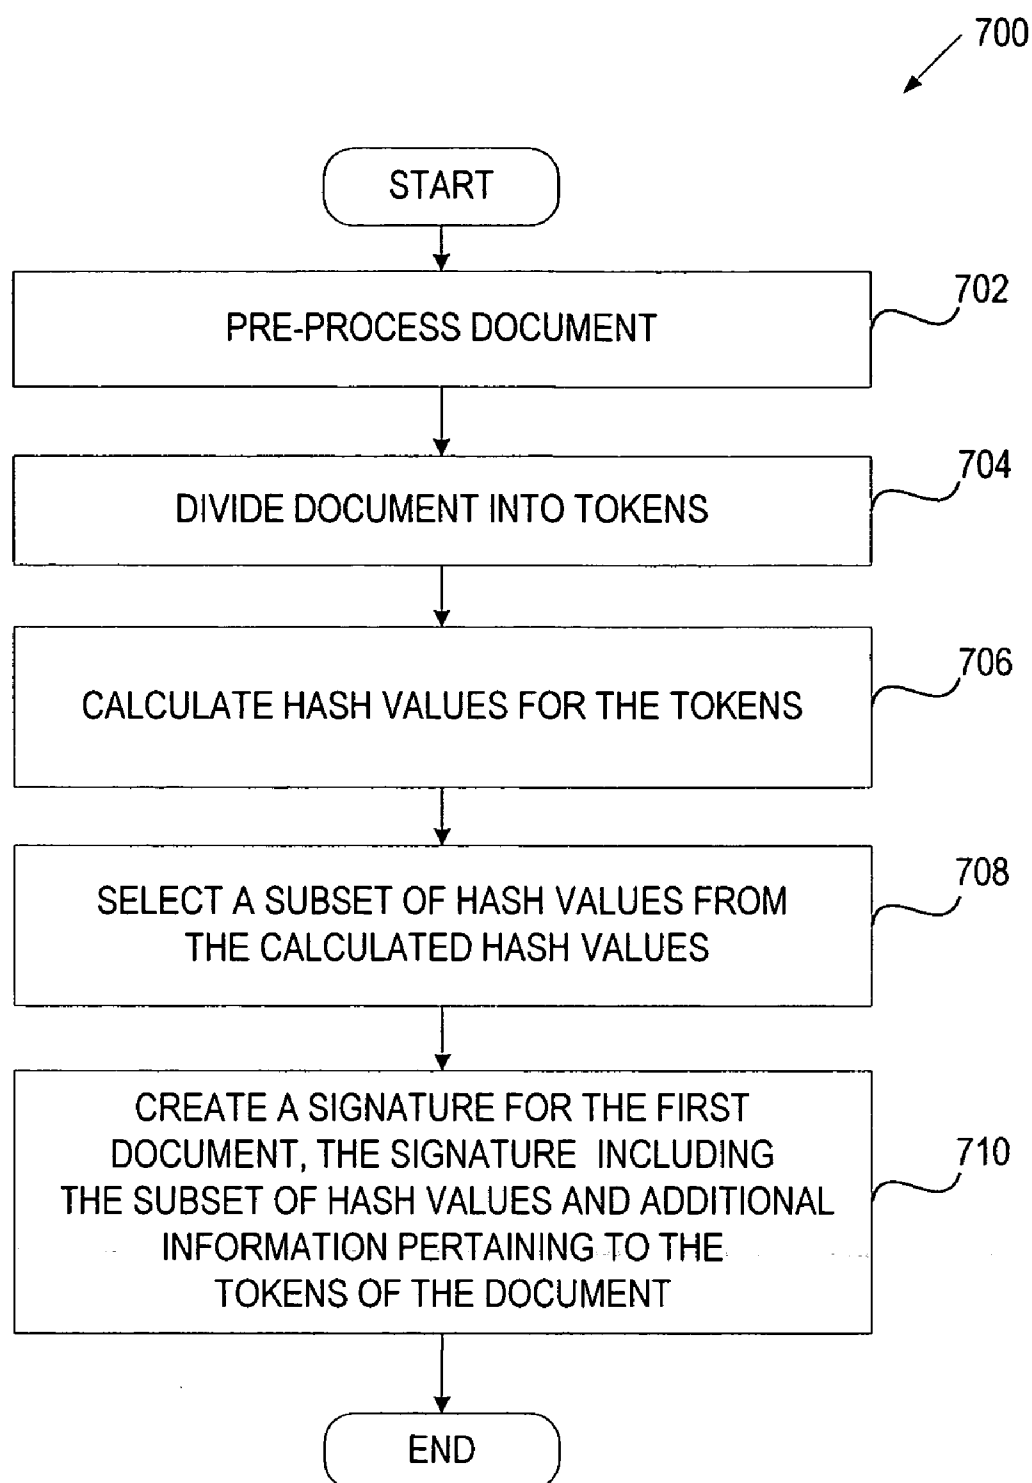 700
START
702
PRE-PROCESS DOCUMENT
704
DIVIDE DOCUMENT INTO TOKENS
706
CALCULATE HASH VALUES FOR THE TOKENS
708
SELECT A SUBSET OF HASH VALUES FROM
THE CALCULATED HASH VALUES
710
CREATE A SIGNATURE FOR THE FIRST
DOCUMENT, THE SIGNATURE INCLUDING
THE SUBSET OF HASH VALUES AND ADDITIONAL
INFORMATION PERTAINING TO THE
TOKENS OF THE DOCUMENT
END